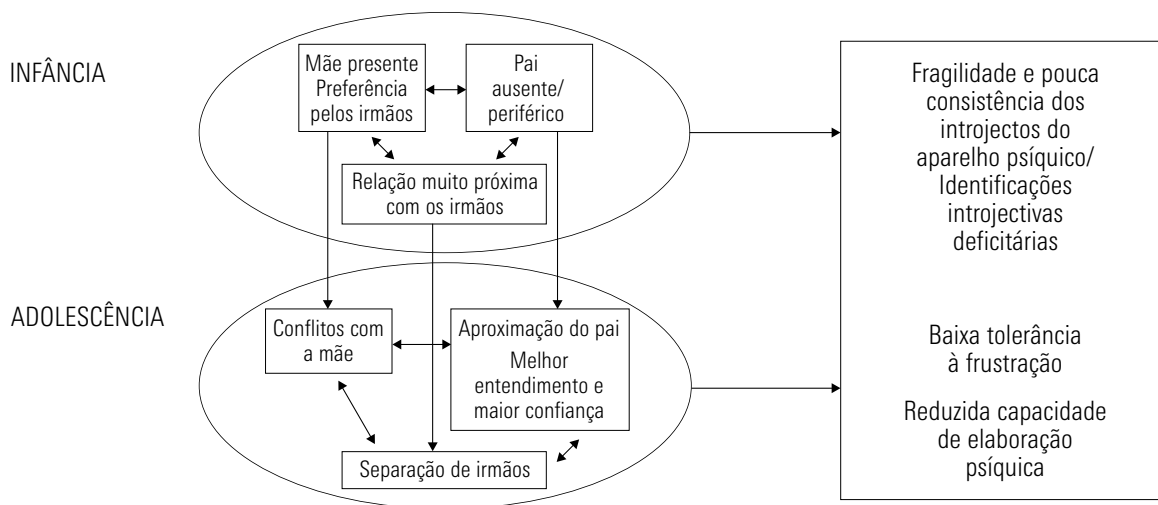 INFÂNCIA
Mãe presente
Preferência
pelos irmãos
Pai
ausente/
periférico
Relação muito próxima
com os irmãos
ADOLESCÊNCIA
Conflitos com
a mãe
Aproximação do pai
Melhor
entendimento e
maior confiança
Separação de irmãos
Fragilidade e pouca
consistência dos
introjectos do
aparelho psíquico/
Identificações
introjectivas
deficitárias
Baixa tolerância
à frustração
Reduzida capacidade
de elaboração
psíquica